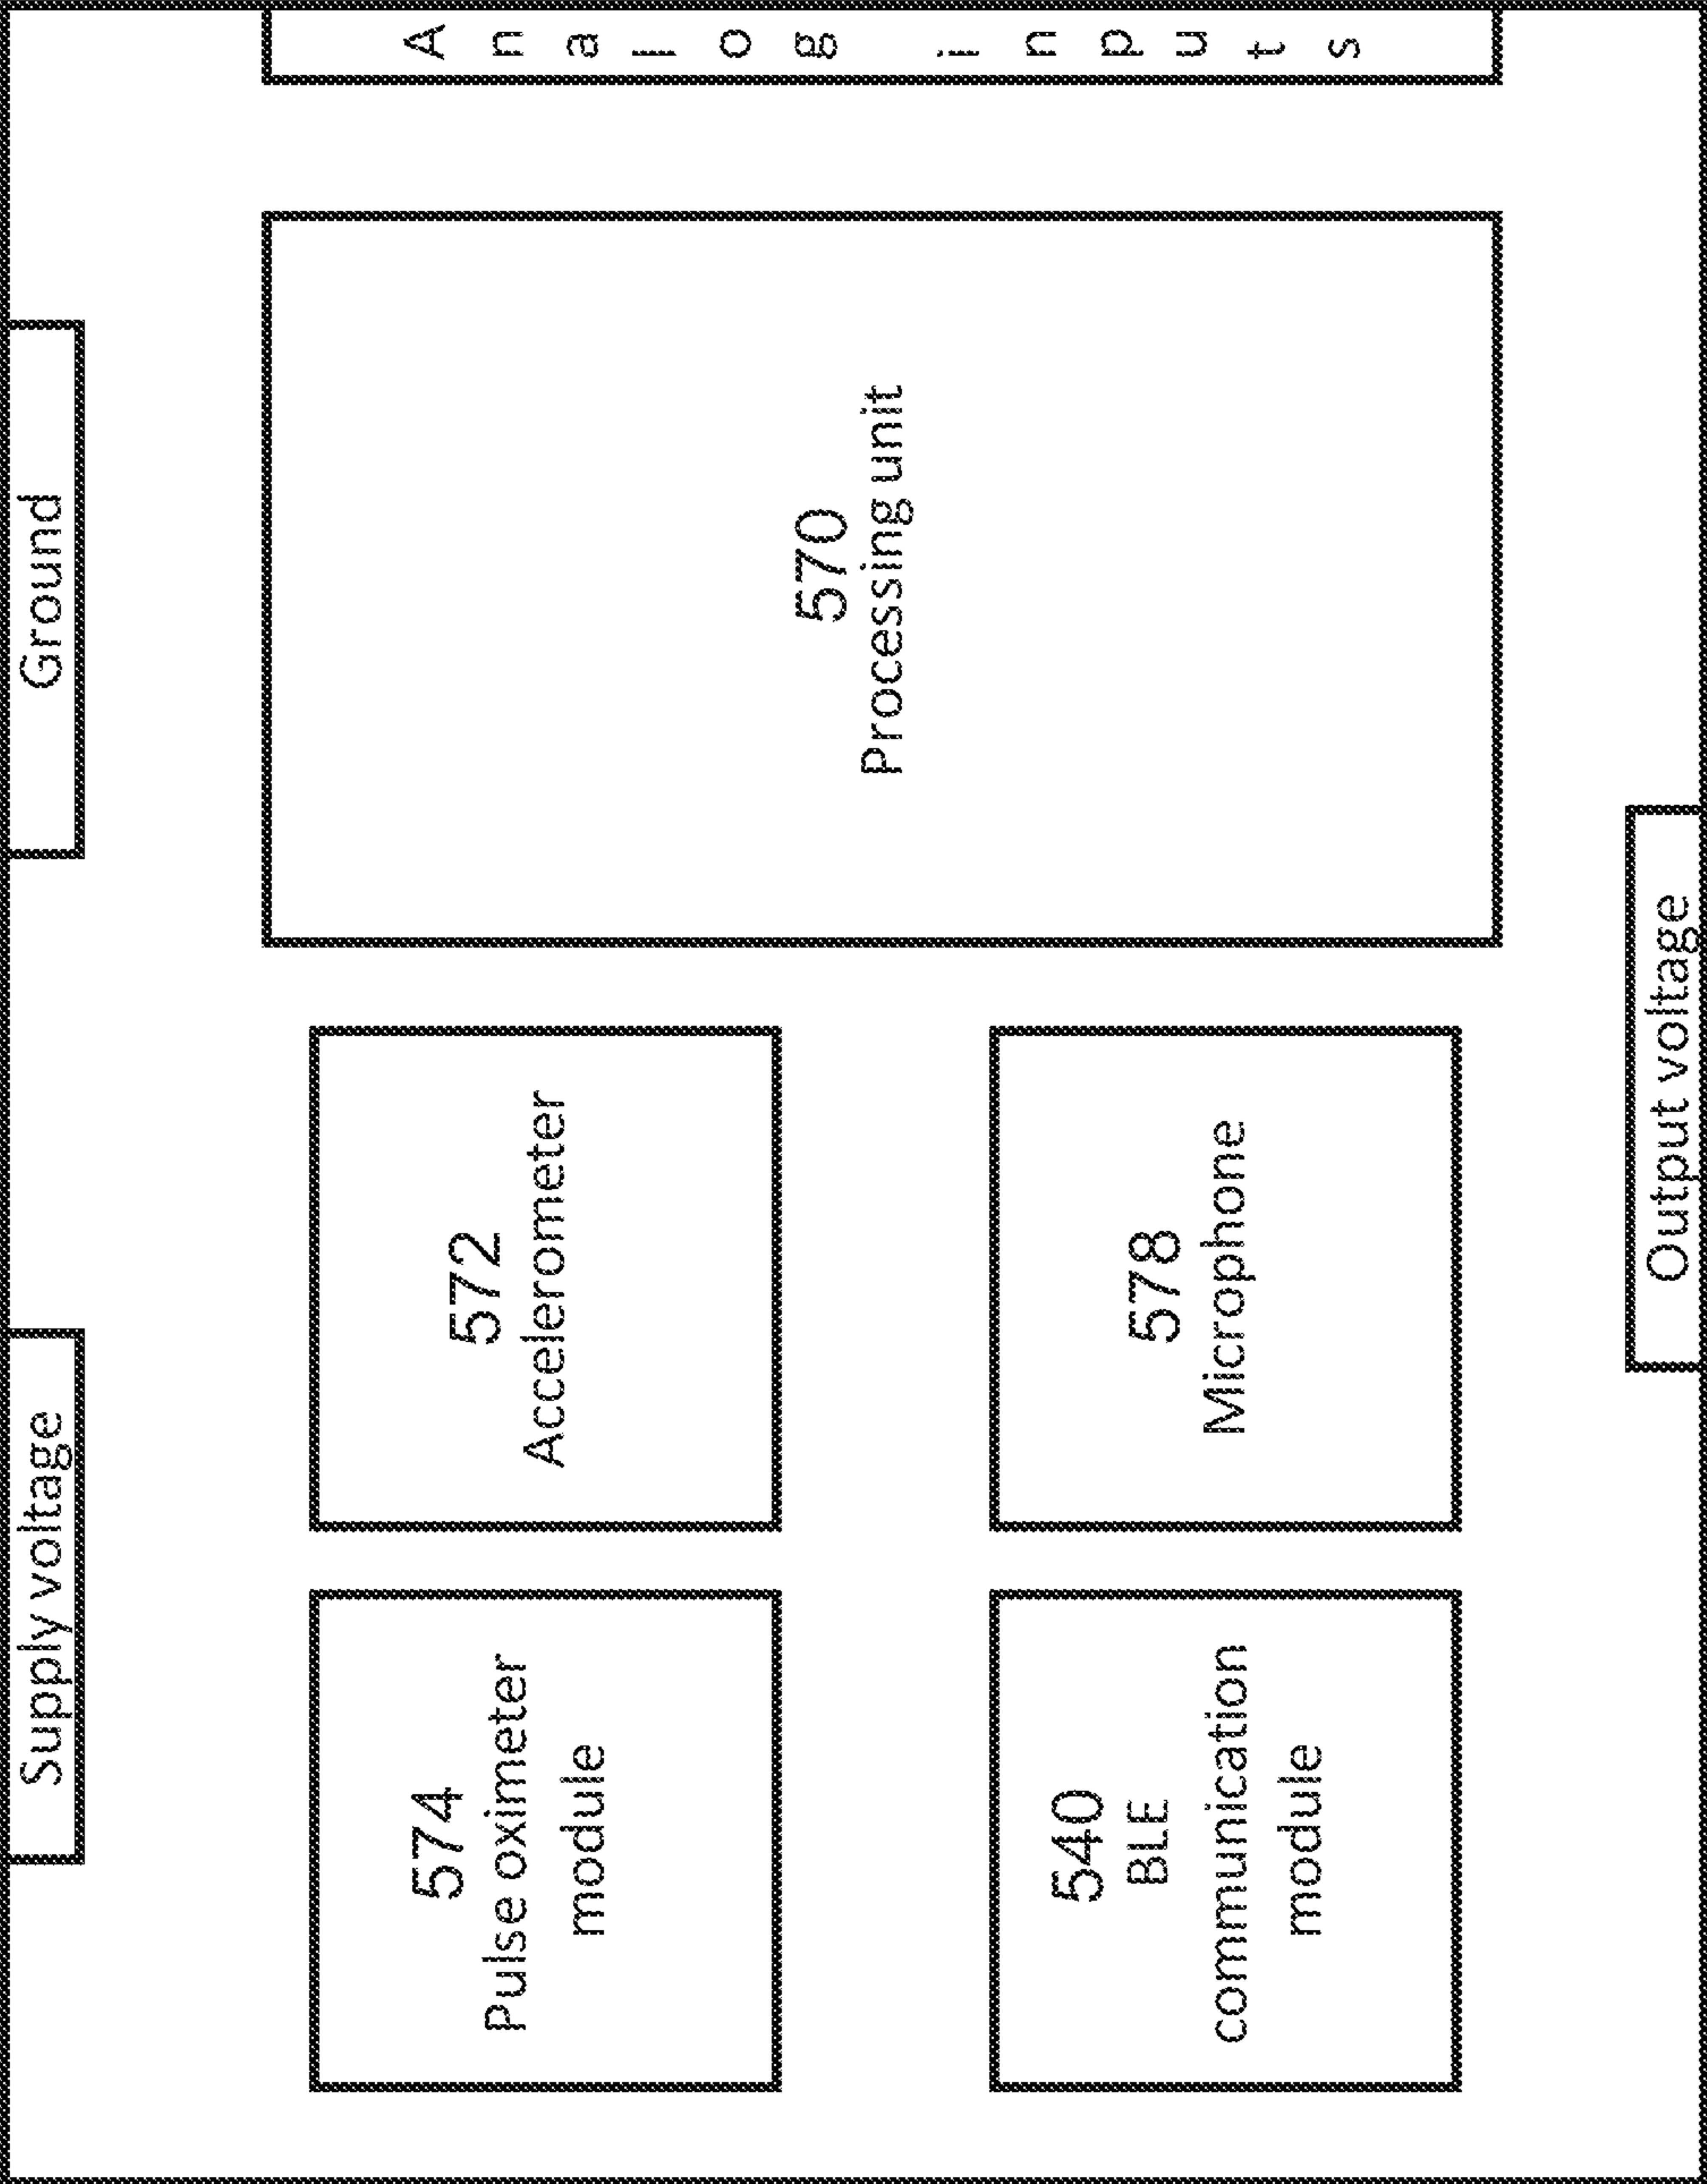 Supply voltage
Ground
574
Pulse oximeter
module
572
Accelerometer
570
Processing unit
Analog inputs
540
BLE
communication
module
578
Microphone
Output voltage